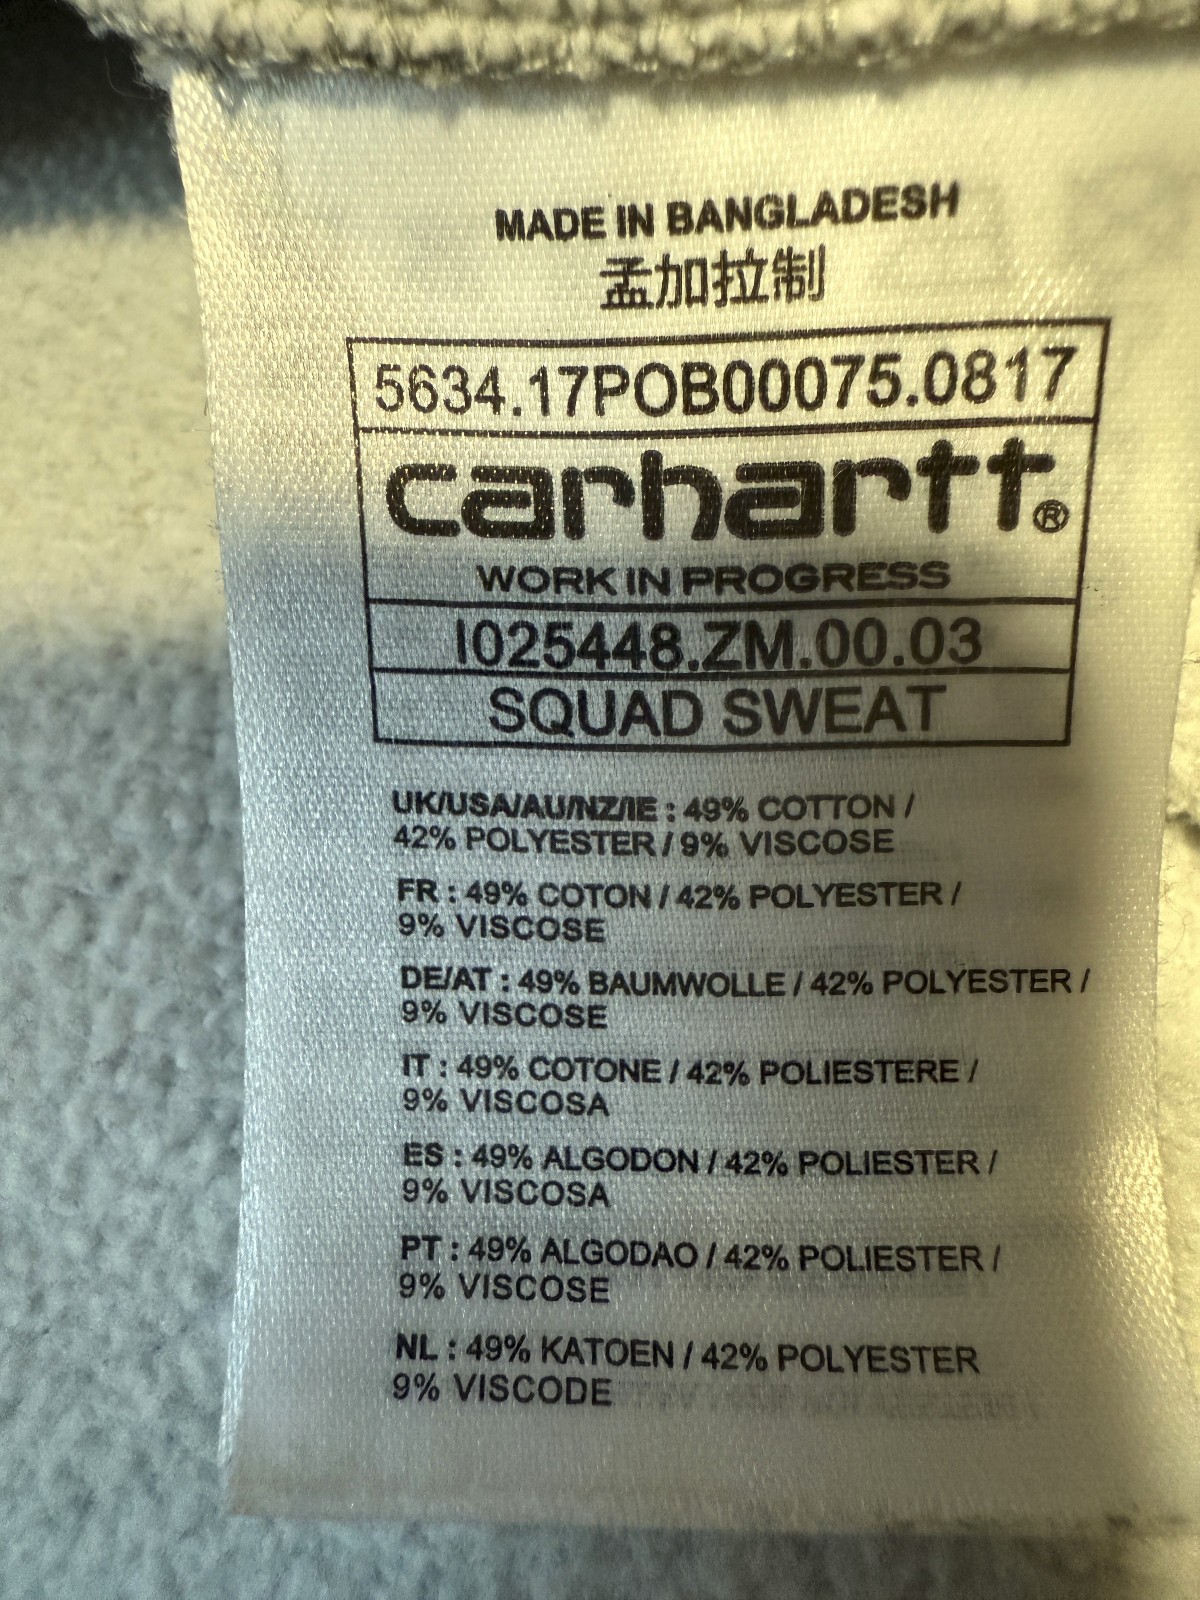 MADE IN BANGLADESH
孟加拉制
5634.17POB00075.0817
carhartt®
WORK IN PROGRESS
I025448.ZM.00.03
SQUAD SWEAT
UK/USA/AU/NZ/IE : 49% COTTON /
42% POLYESTER / 9% VISCOSE
FR : 49% COTON / 42% POLYESTER /
9% VISCOSE
DE/AT : 49% BAUMWOLLE / 42% POLYESTER /
9% VISCOSE
IT : 49% COTONE / 42% POLIESTERE /
9% VISCOSA
ES : 49% ALGODON / 42% POLIESTER /
9% VISCOSA
PT : 49% ALGODAO / 42% POLIESTER /
9% VISCOSE
NL : 49% KATOEN / 42% POLYESTER
9% VISCODE